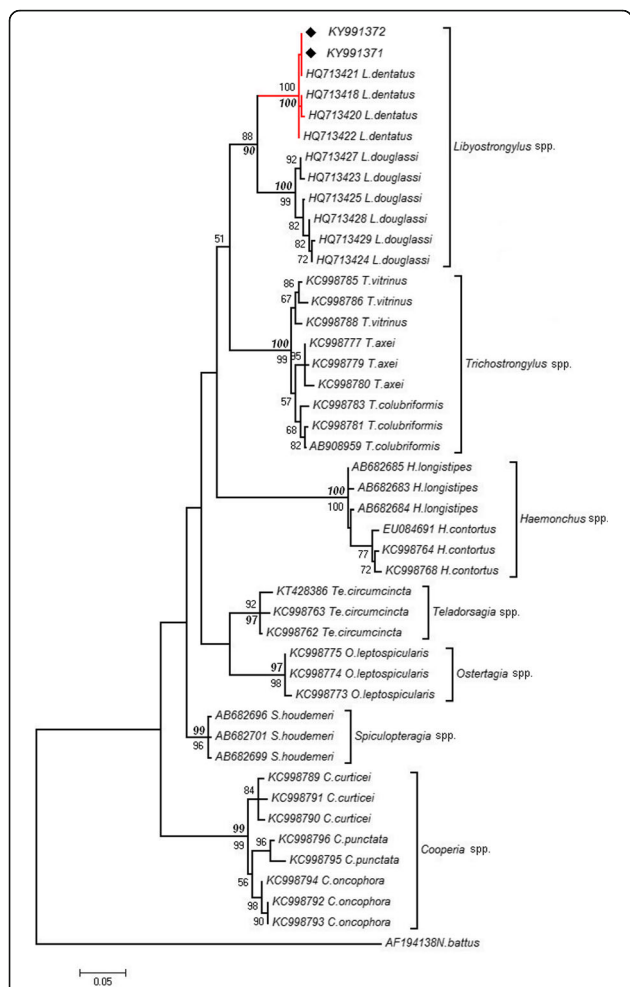 KY991372
KY991371
HQ713421 L.dentatus
100
HQ713418 L.dentatus
100
HQ713420 L.dentatus
HQ713422 L.dentatus
Libyostrongylus spp.
88
90
92
HQ713427 L.douglassi
HQ713423 L.douglassi
100
99
HQ713425 L.douglassi
82
HQ713428 L.douglassi
82
HQ713429 L.douglassi
72
HQ713424 L.douglassi
51
86
KC998785 T.vitrinus
67
KC998786 T.vitrinus
KC998788 T.vitrinus
100
99
95
KC998777 T.axei
KC998779 T.axei
Trichostrongylus spp.
KC998780 T.axei
57
KC998783 T.colubriformis
68
KC998781 T.colubriformis
82
AB908959 T.colubriformis
AB682685 H.longistipes
100
AB682683 H.longistipes
100
AB682684 H.longistipes
Haemonchus spp.
EU084691 H.contortus
77
KC998764 H.contortus
72
KC998768 H.contortus
KT428386 Te.circumcincta
92
KC998763 Te.circumcincta
Teladorsagia spp.
97
KC998762 Te.circumcincta
KC998775 O.leptospicularis
97
KC998774 O.leptospicularis
Ostertagia spp.
98
KC998773 O.leptospicularis
AB682696 S.houdemeri
99
AB682701 S.houdemeri
Spiculopteragia spp.
96
AB682699 S.houdemeri
KC998789 C.curticei
84
KC998791 C.curticei
KC998790 C.curticei
99
99
96
KC998796 C.punctata
Cooperia spp.
KC998795 C.punctata
56
KC998794 C.oncophora
98
KC998792 C.oncophora
90
KC998793 C.oncophora
AF194138N.battus
0.05